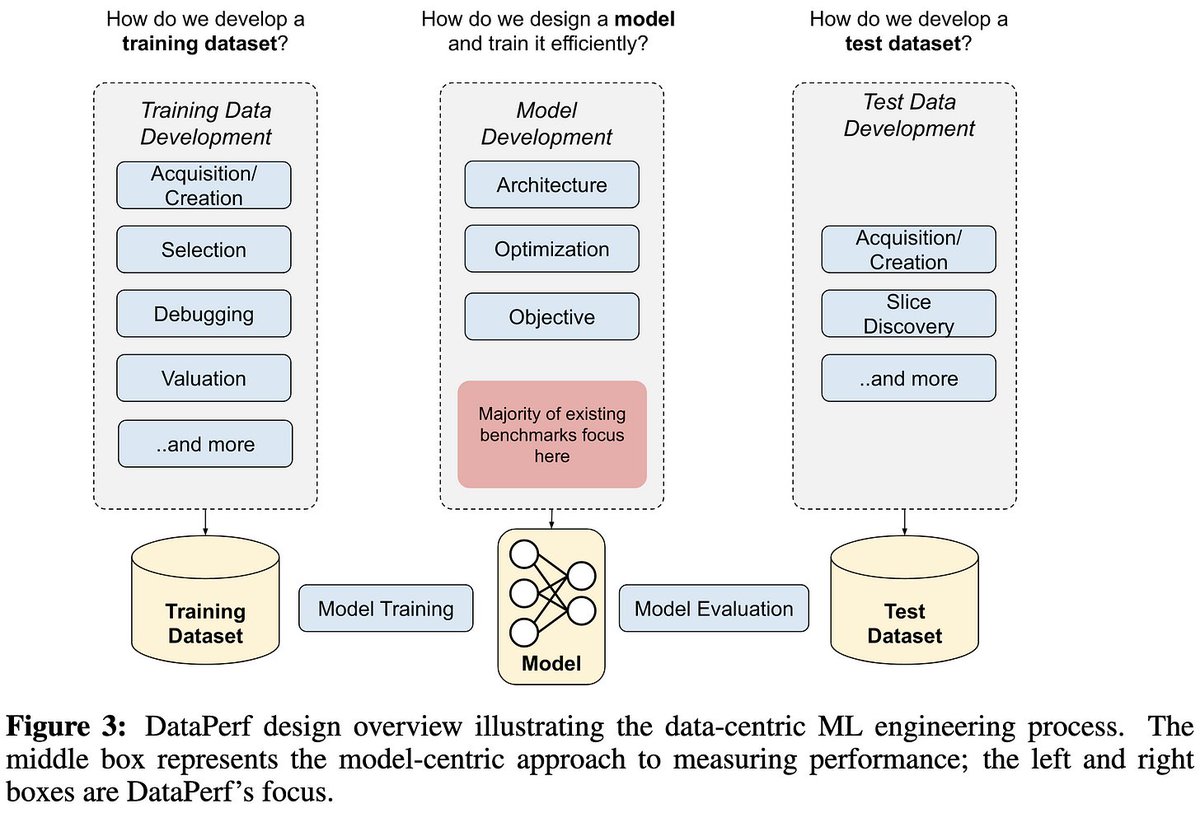 How do we develop a
training dataset?
How do we design a model
and train it efficiently?
How do we develop a
test dataset?
Training Data
Development
Acquisition/
Creation
Selection
Debugging
Valuation
..and more
Model
Development
Architecture
Optimization
Objective
Majority of existing
benchmarks focus
here
Test Data
Development
Acquisition/
Creation
Slice
Discovery
..and more
Training
Dataset
Model Training
Model
Model Evaluation
Test
Dataset
Figure 3: DataPerf design overview illustrating the data-centric ML engineering process. The
middle box represents the model-centric approach to measuring performance; the left and right
boxes are DataPerf’s focus.